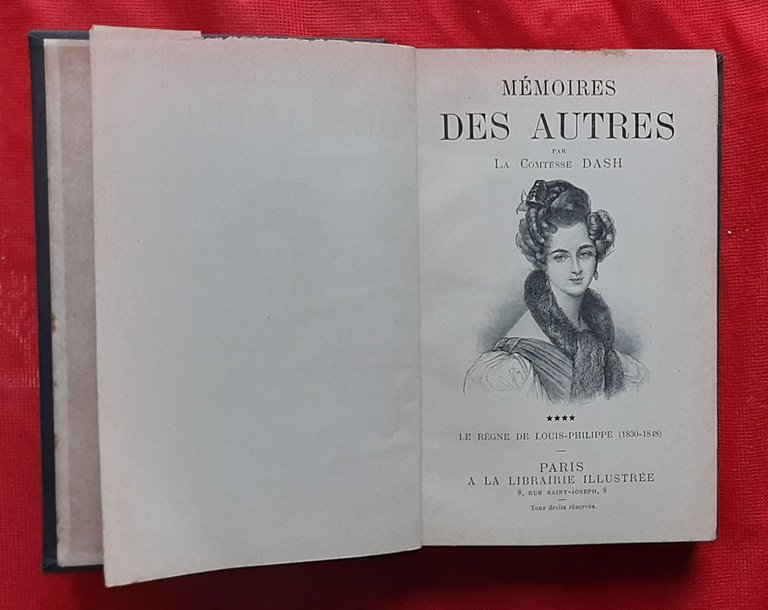 MÉMOIRES
DES AUTRES
PAR
LA COMTESSE DASH
★★★★
LE RÈGNE DE LOUIS-PHILIPPE (1830-1848)
PARIS
A LA LIBRAIRIE ILLUSTRÉE
8, RUE SAINT-JOSEPH, 8
Tous droits réservés.